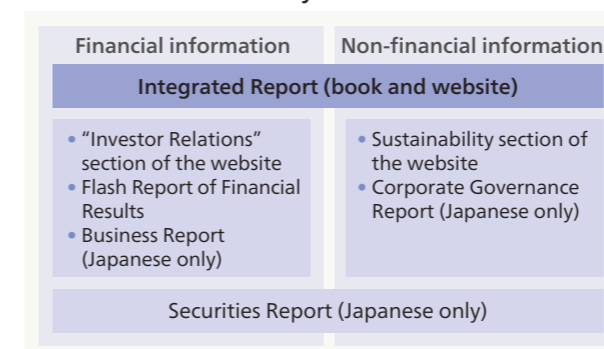 Financial information
Non-financial information
Integrated Report (book and website)
• “Investor Relations”
section of the website
• Flash Report of Financial
Results
• Business Report
(Japanese only)
• Sustainability section of
the website
• Corporate Governance
Report (Japanese only)
Securities Report (Japanese only)